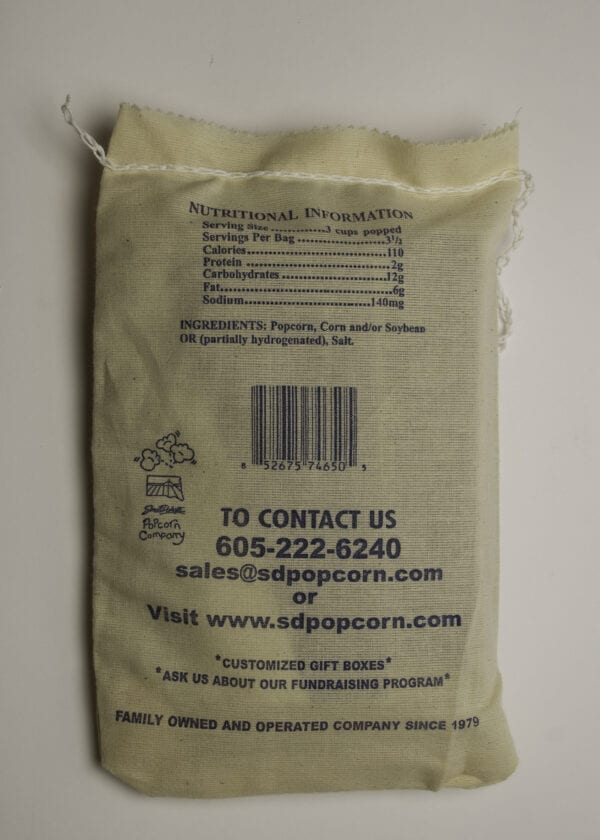 NUTRITIONAL INFORMATION
Serving Size ..............3 cups popped
Servings Per Bag ......................3½
Calories...................................110
Protein ....................................2g
Carbohydrates ..........................12g
Fat...........................................6g
Sodium.................................140mg
INGREDIENTS: Popcorn, Corn and/or Soybean
OR (partially hydrogenated), Salt.
8 52675 74650 5
Popcorn
Company
TO CONTACT US
605-222-6240
sales@sdpopcorn.com
or
Visit www.sdpopcorn.com
*CUSTOMIZED GIFT BOXES*
*ASK US ABOUT OUR FUNDRAISING PROGRAM*
FAMILY OWNED AND OPERATED COMPANY SINCE 1979